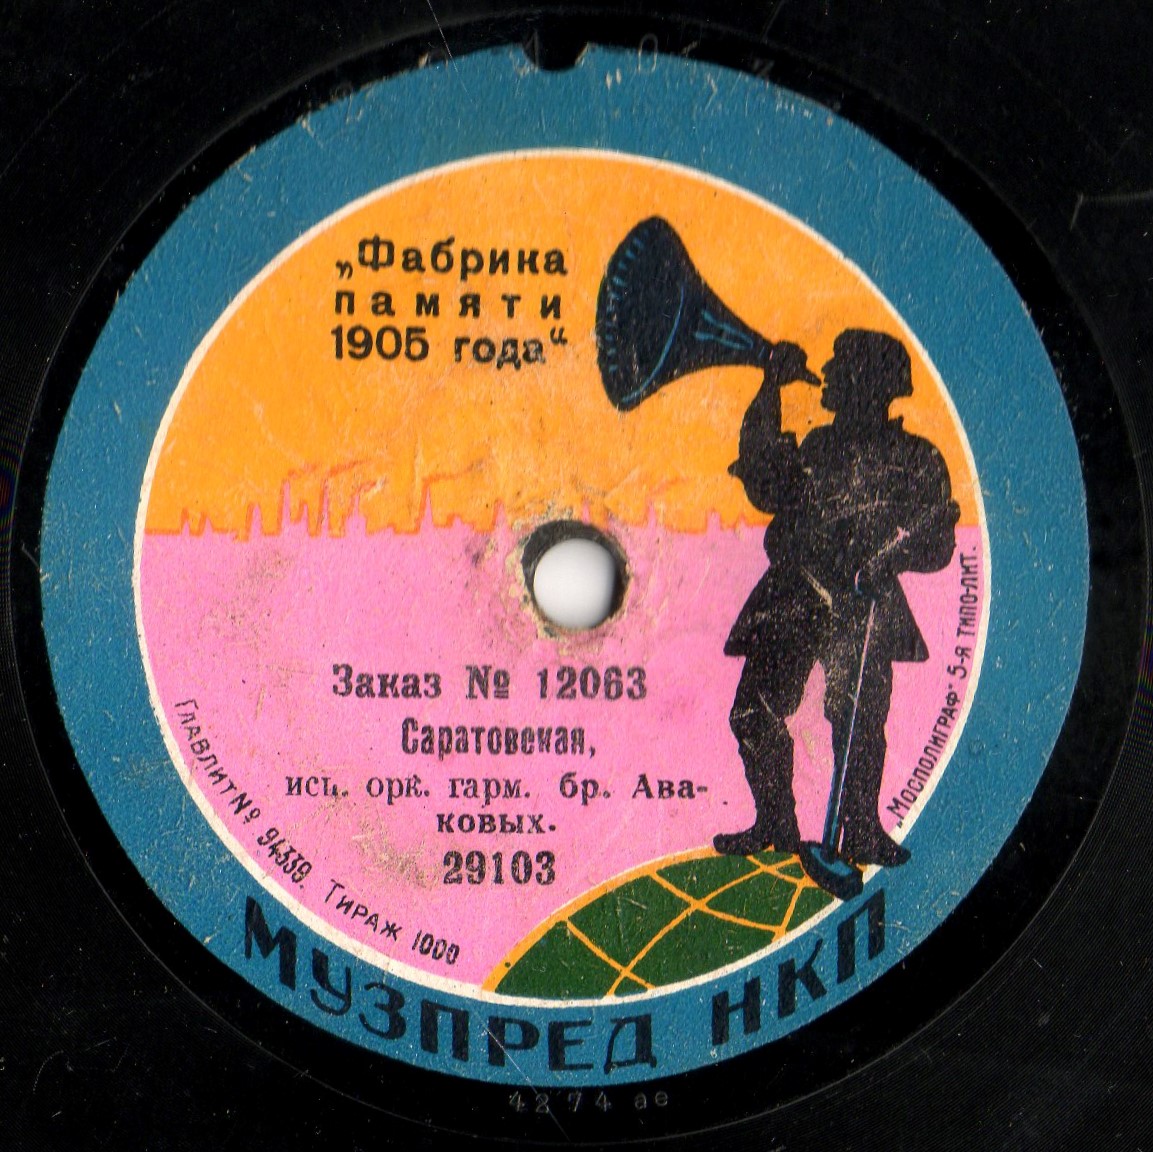 „Фабрика
памяти
1905 года“
Заказ № 12063
Саратовская,
исп. орк. гарм. бр. Ава-
ковых.
29103
Главлит № 94339. Тираж 1000
„Мосполиграф“ 5-я типо-лит.
МУЗПРЕД НКП
4274 ae